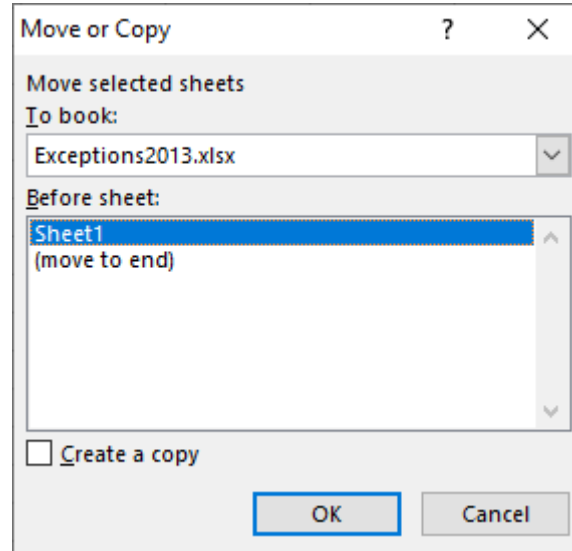 Move or Copy ? ×
Move selected sheets
To book:
Exceptions2013.xlsx
Before sheet:
Sheet1
(move to end)
Create a copy
OK Cancel